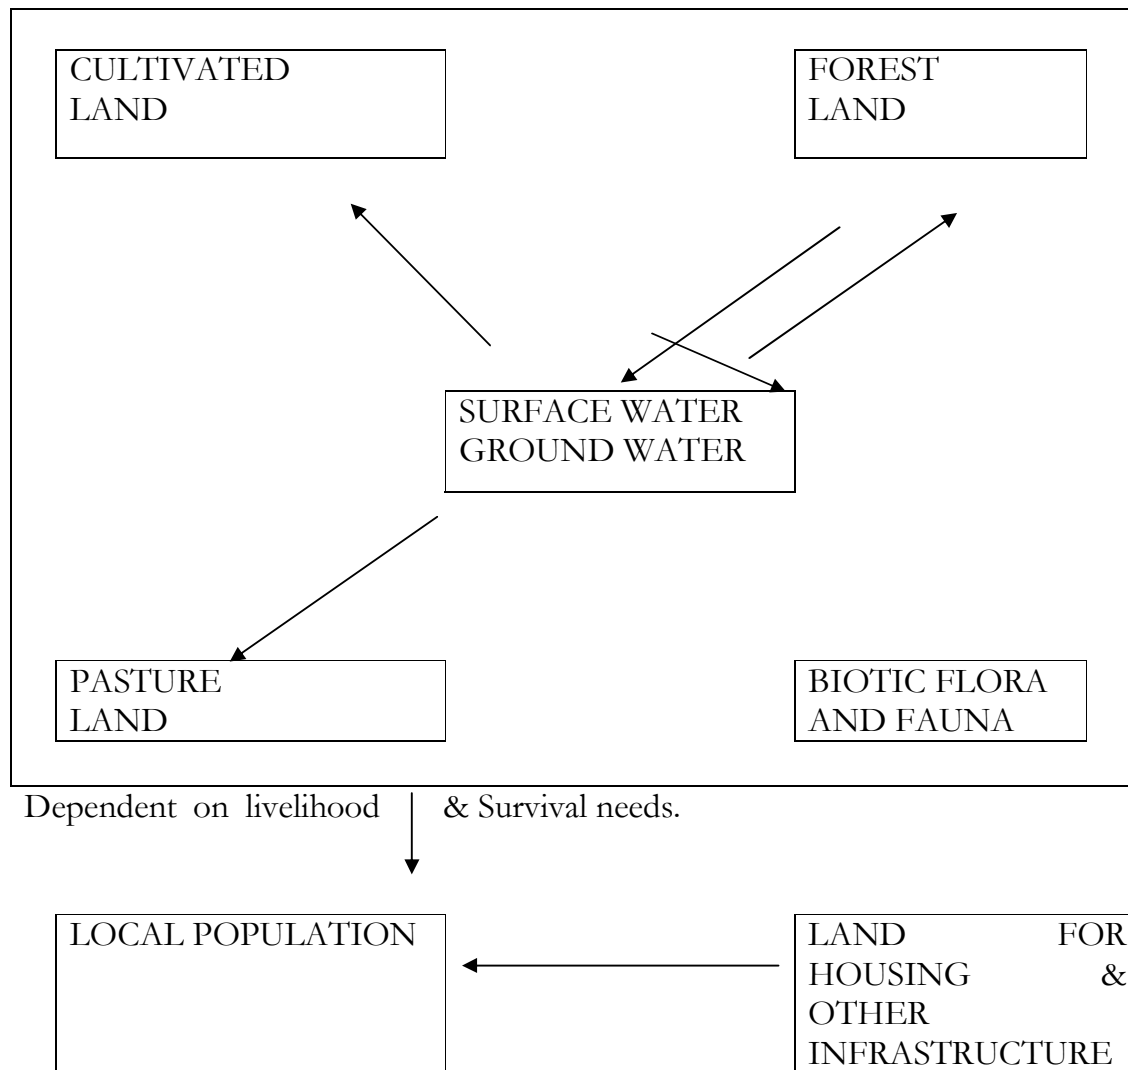 CULTIVATED
LAND
FOREST
LAND
SURFACE WATER
GROUND WATER
PASTURE
LAND
BIOTIC FLORA
AND FAUNA
Dependent on livelihood & Survival needs.
LOCAL POPULATION
LAND FOR
HOUSING &
OTHER
INFRASTRUCTURE